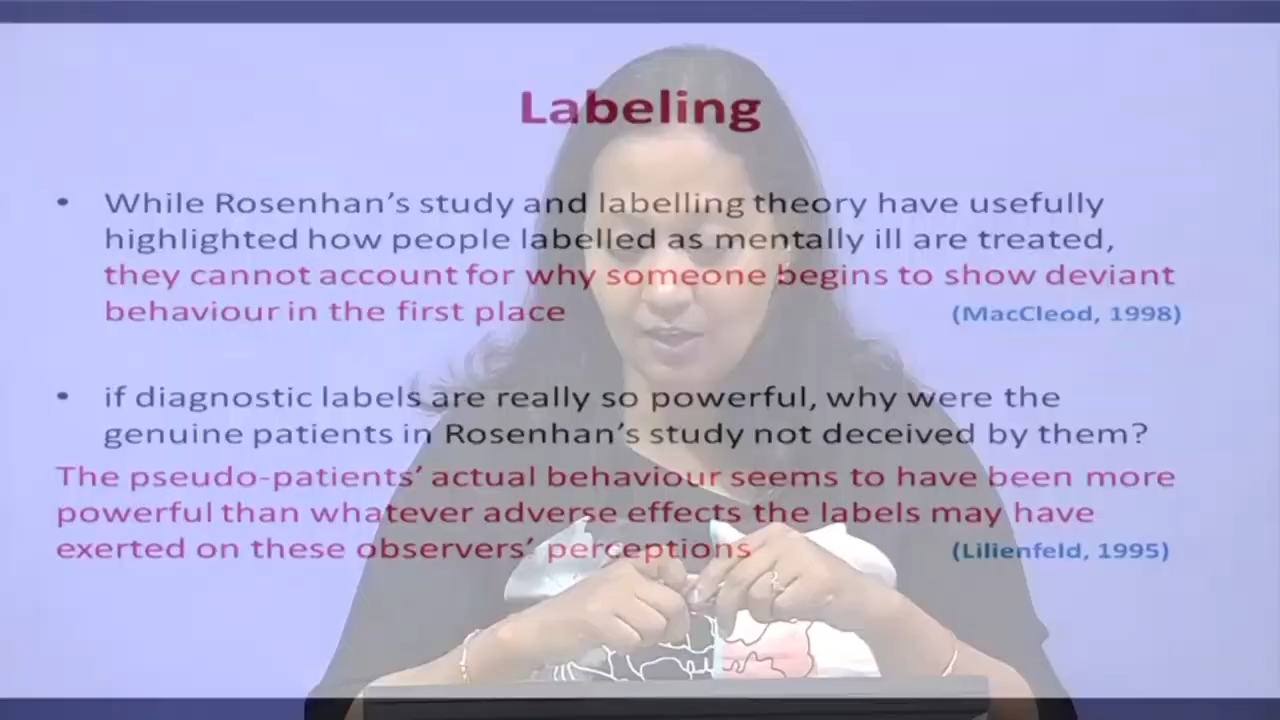 Labeling
• While Rosenhan's study and labelling theory have usefully
highlighted how people labelled as mentally ill are treated,
they cannot account for why someone begins to show deviant
behaviour in the first place (MacCleod, 1998)
• if diagnostic labels are really so powerful, why were the
genuine patients in Rosenhan's study not deceived by them?
The pseudo-patients' actual behaviour seems to have been more
powerful than whatever adverse effects the labels may have
exerted on these observers' perceptions (Lilienfeld, 1995)